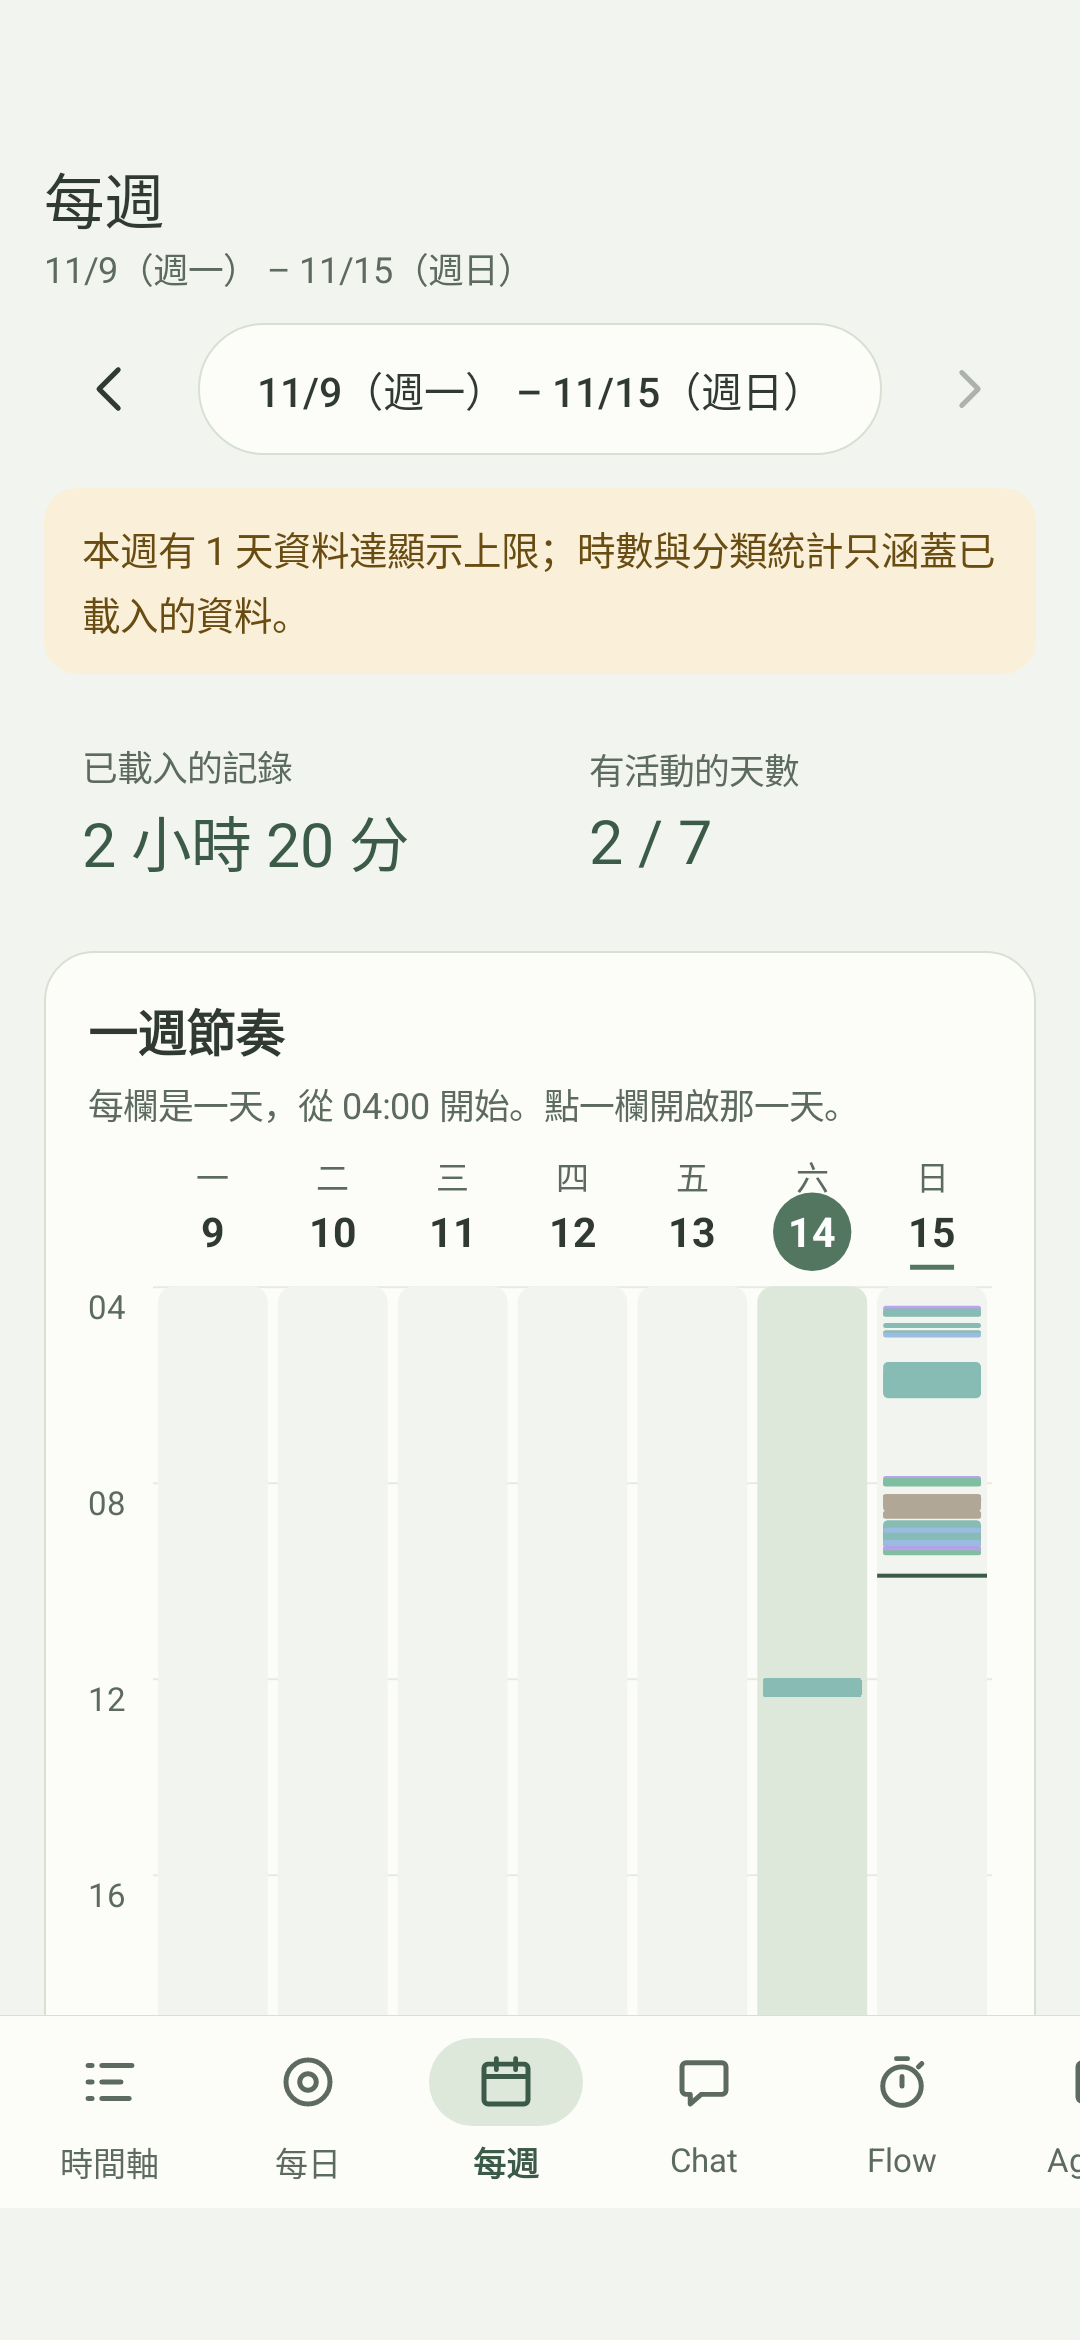 每週
11/9（週一） – 11/15（週日）
11/9（週一） – 11/15（週日）
本週有 1 天資料達顯示上限；時數與分類統計只涵蓋已
載入的資料。
已載入的記錄
有活動的天數
2 小時 20 分
2 / 7
一週節奏
每欄是一天，從 04:00 開始。點一欄開啟那一天。
一 二 三 四 五 六 日
9 10 11 12 13 14 15
04
08
12
16
時間軸 每日 每週 Chat Flow Ag